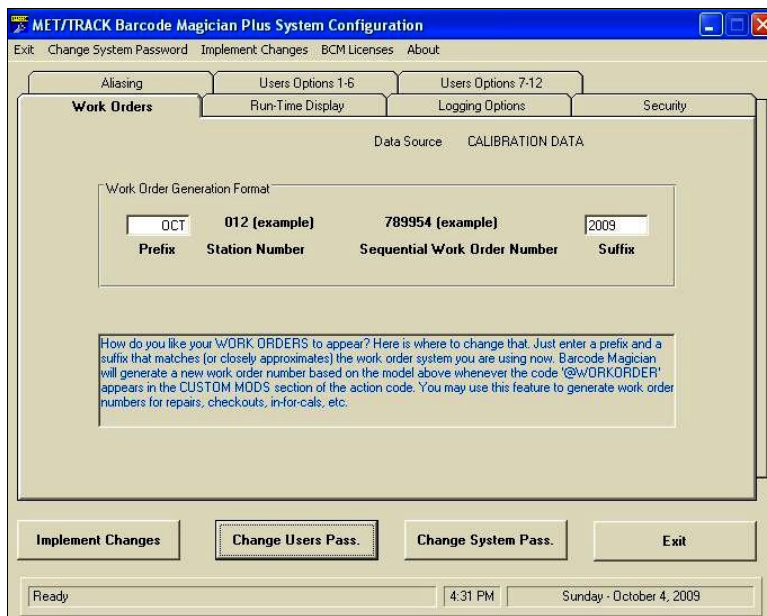 MET/TRACK Barcode Magician Plus System Configuration
Exit Change System Password Implement Changes BCM Licenses About
Aliasing Users Options 1-6 Users Options 7-12
Work Orders Run-Time Display Logging Options Security
Data Source CALIBRATION DATA
Work Order Generation Format
OCT 012 (example) 789954 (example) 2009
Prefix Station Number Sequential Work Order Number Suffix
How do you like your WORK ORDERS to appear? Here is where to change that. Just enter a prefix and a
suffix that matches (or closely approximates) the work order system you are using now. Barcode Magician
will generate a new work order number based on the model above whenever the code '@WORKORDER'
appears in the CUSTOM MODS section of the action code. You may use this feature to generate work order
numbers for repairs, checkouts, in-for-cals, etc.
Implement Changes Change Users Pass. Change System Pass. Exit
Ready 4:31 PM Sunday - October 4, 2009